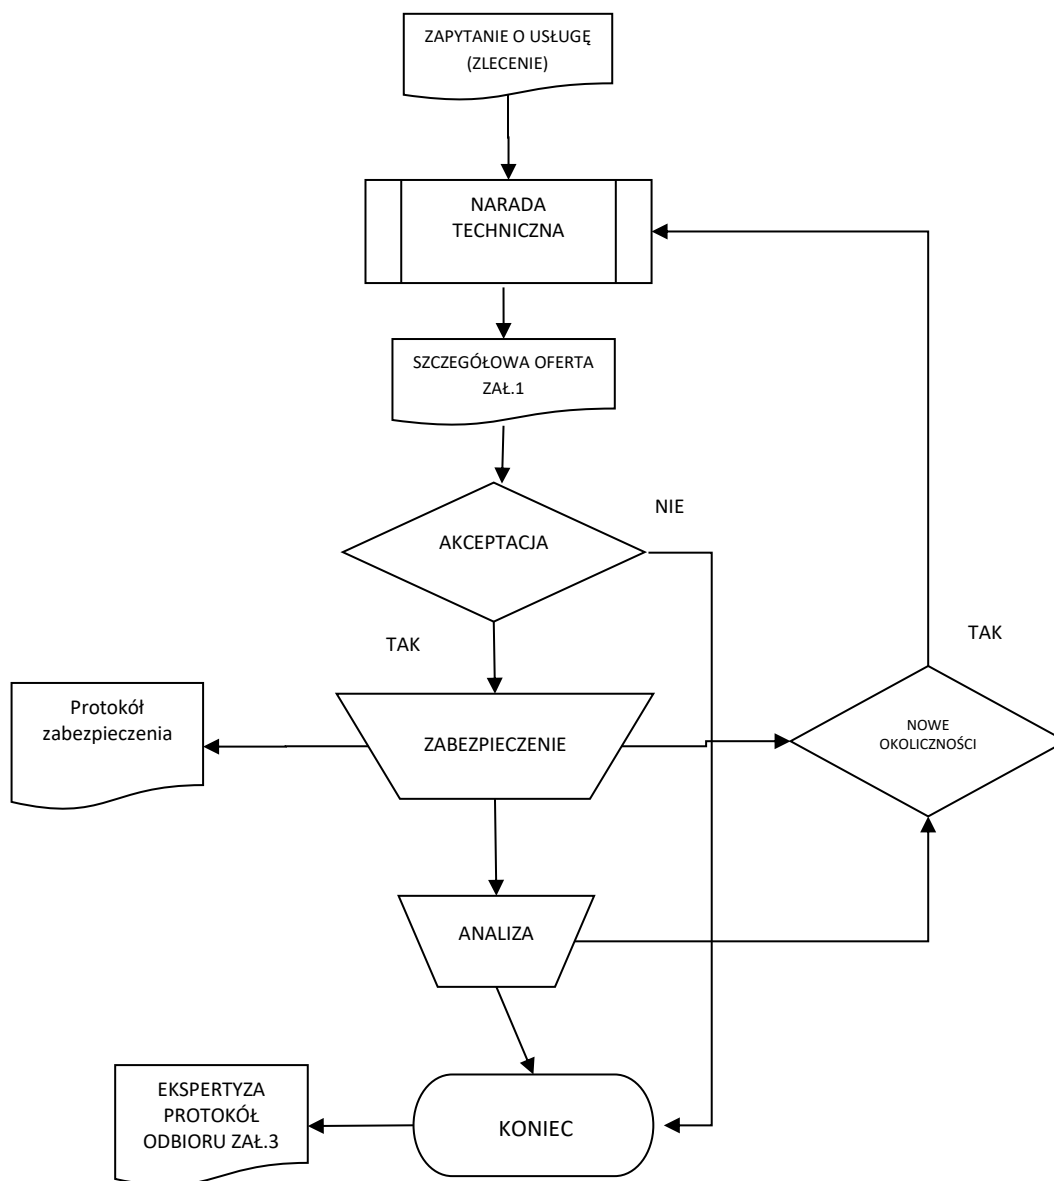 ZAPYTANIE O USŁUGĘ
(ZLECENIE)
NARADA
TECHNICZNA
SZCZEGÓŁOWA OFERTA
ZAŁ.1
NIE
AKCEPTACJA
TAK
TAK
Protokół
zabezpieczenia
ZABEZPIECZENIE
NOWE
OKOLICZNOŚCI
ANALIZA
EKSPERTYZA
PROTOKÓŁ
ODBIORU ZAŁ.3
KONIEC